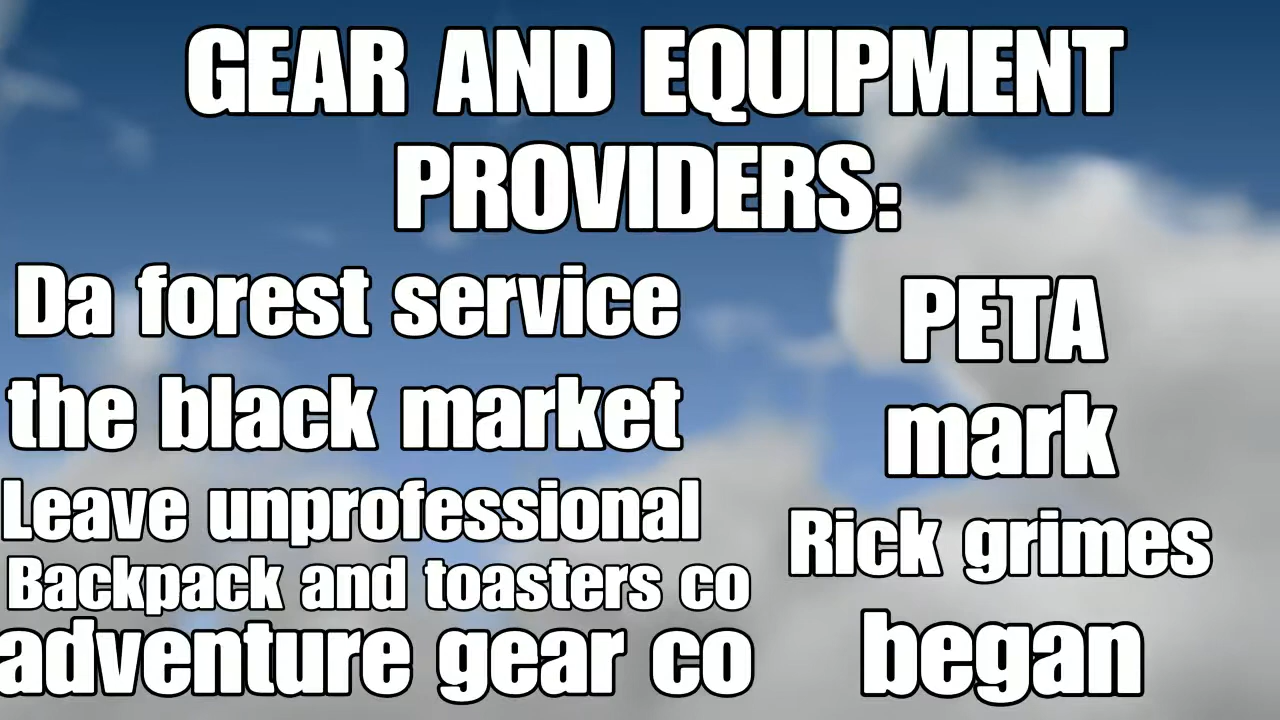 GEAR AND EQUIPMENT
PROVIDERS:
Da forest service
the black market
Leave unprofessional
Backpack and toasters co
adventure gear co
PETA
mark
Rick grimes
began